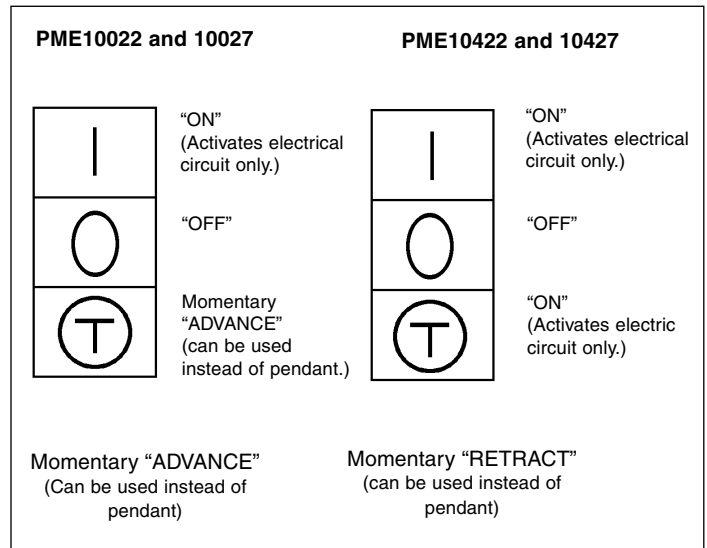 PME10022 and 10027
I
“ON”
(Activates electrical
circuit only.)
O
“OFF”
T
Momentary
“ADVANCE”
(can be used
instead of pendant.)
Momentary “ADVANCE”
(Can be used instead of
pendant)
PME10422 and 10427
I
“ON”
(Activates electrical
circuit only.)
O
“OFF”
T
“ON”
(Activates electric
circuit only.)
Momentary “RETRACT”
(can be used instead of
pendant)